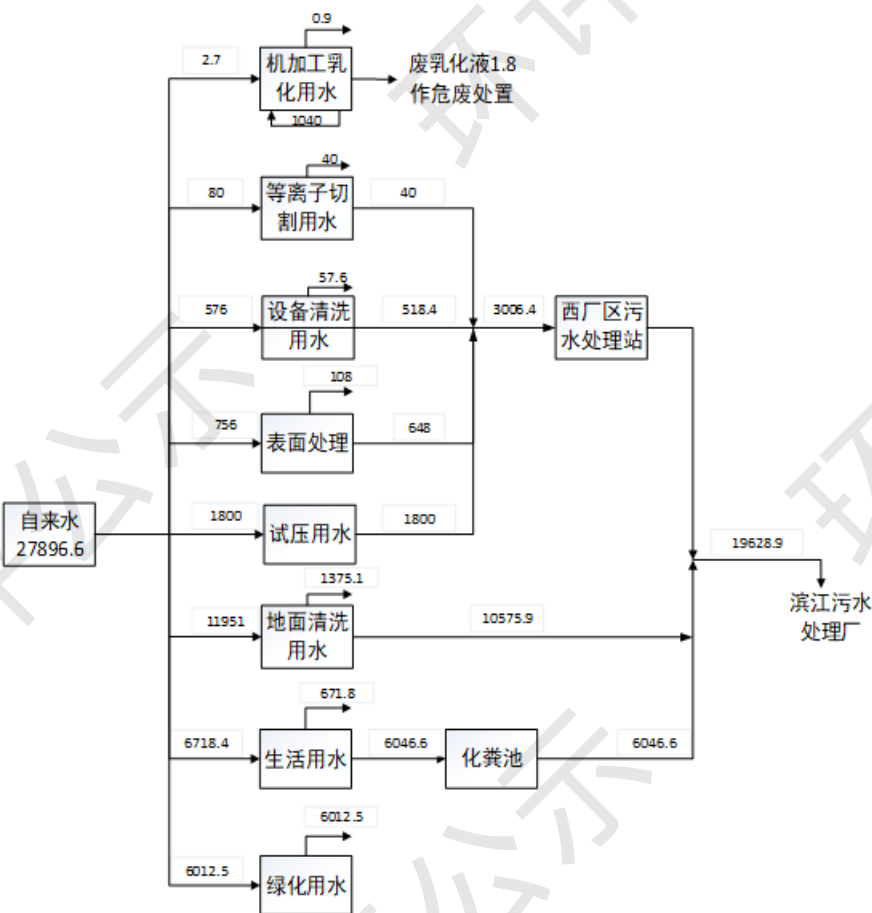 0.9
2.7
机加工乳
化用水
1040
废乳化液1.8
作危废处置
40
80
等离子切
割用水
40
57.6
576
设备清洗
用水
518.4
3006.4
西厂区污
水处理站
108
756
表面处理
648
自来水
27896.6
1800
试压用水
1800
19628.9
滨江污水
处理厂
1375.1
11951
地面清洗
用水
10575.9
671.8
6718.4
生活用水
6046.6
化粪池
6046.6
6012.5
6012.5
绿化用水
公示
公示
环
环